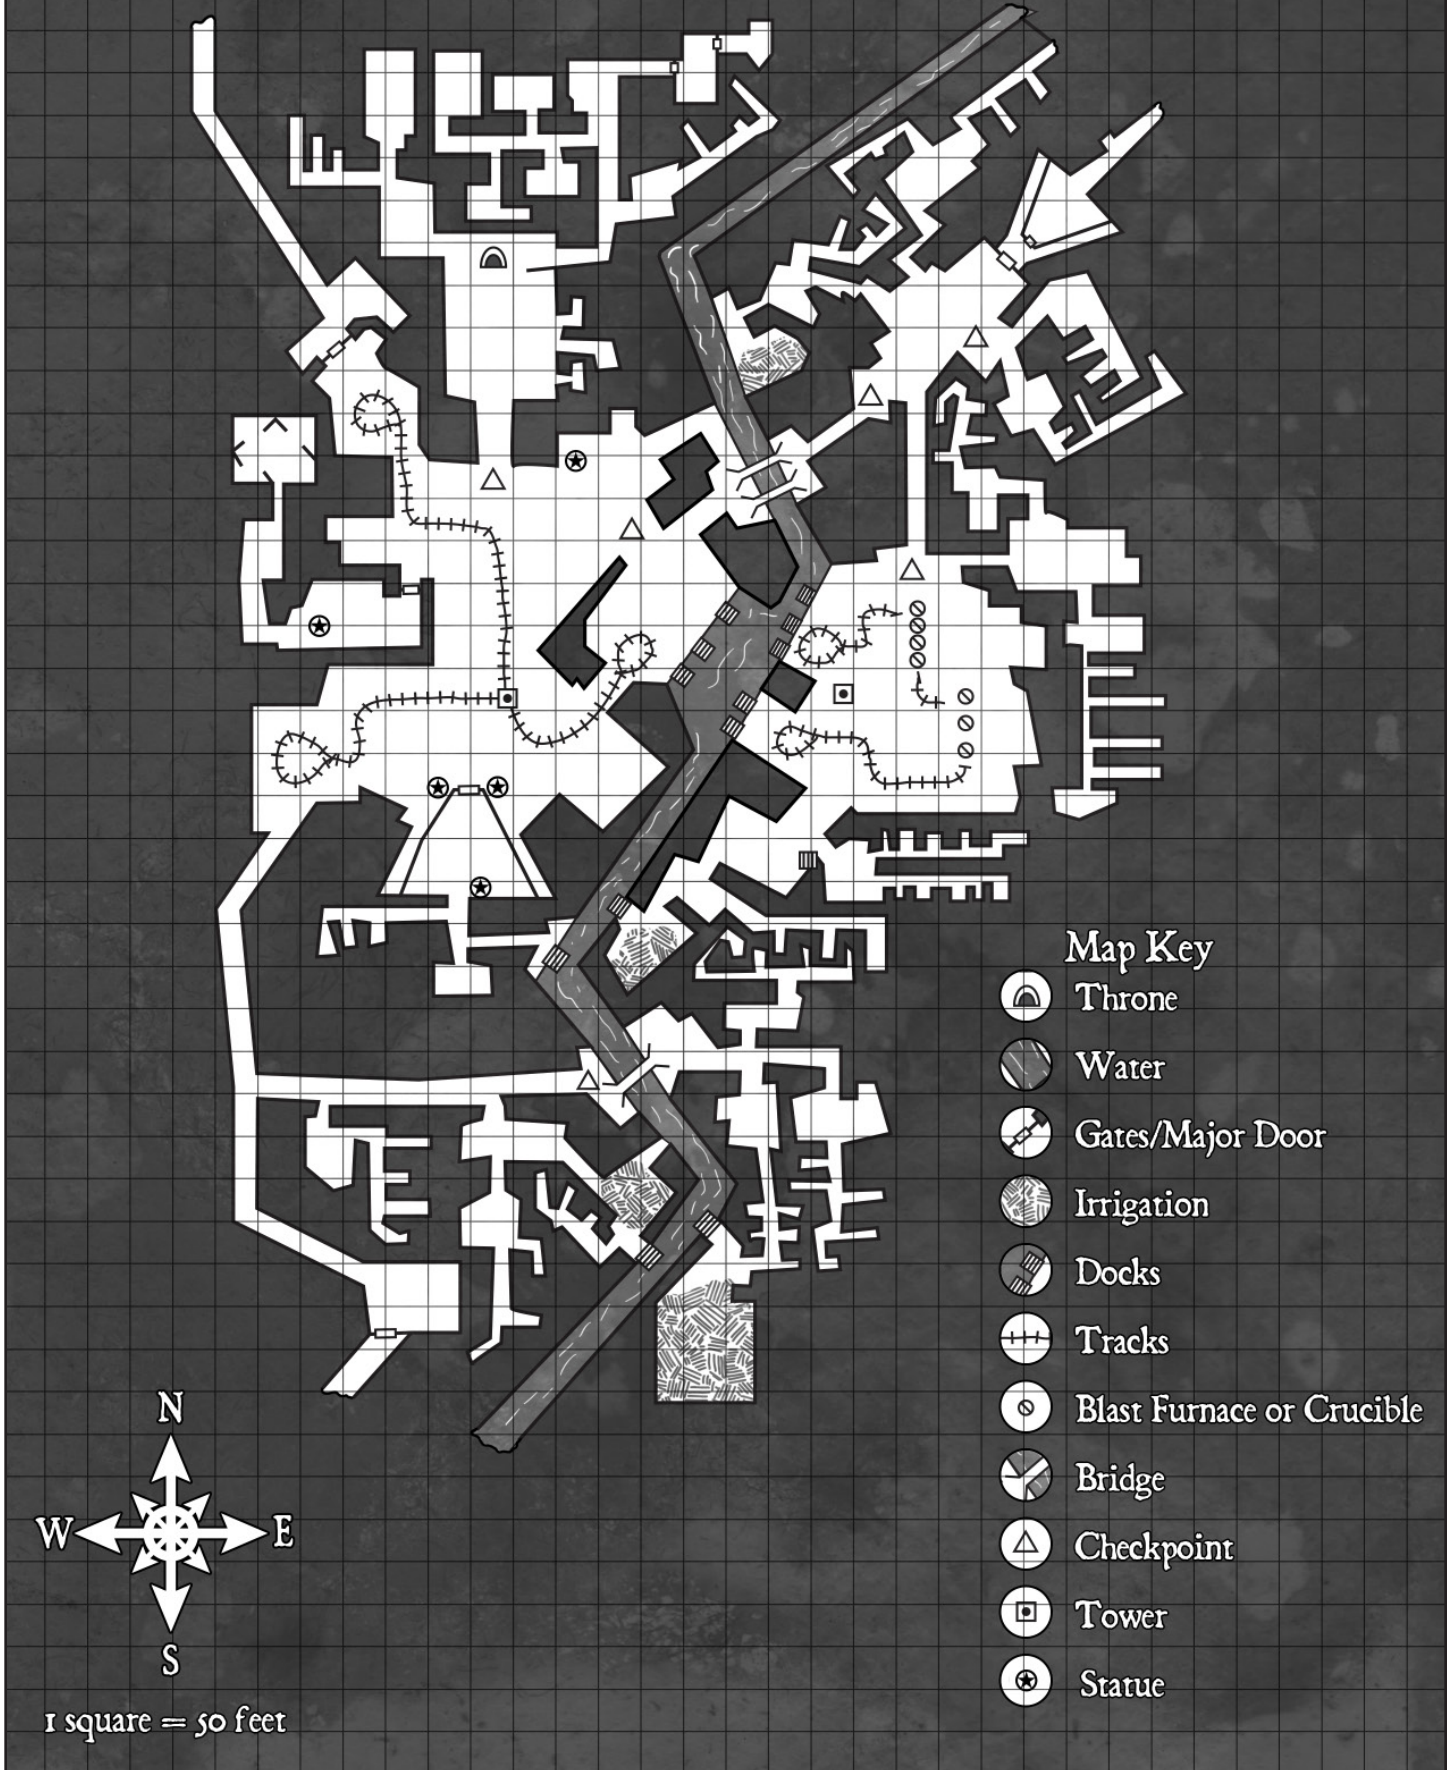 Map Key
Throne
Water
Gates/Major Door
Irrigation
Docks
Tracks
Blast Furnace or Crucible
Bridge
Checkpoint
Tower
Statue
N
W
E
S
1 square = 50 feet